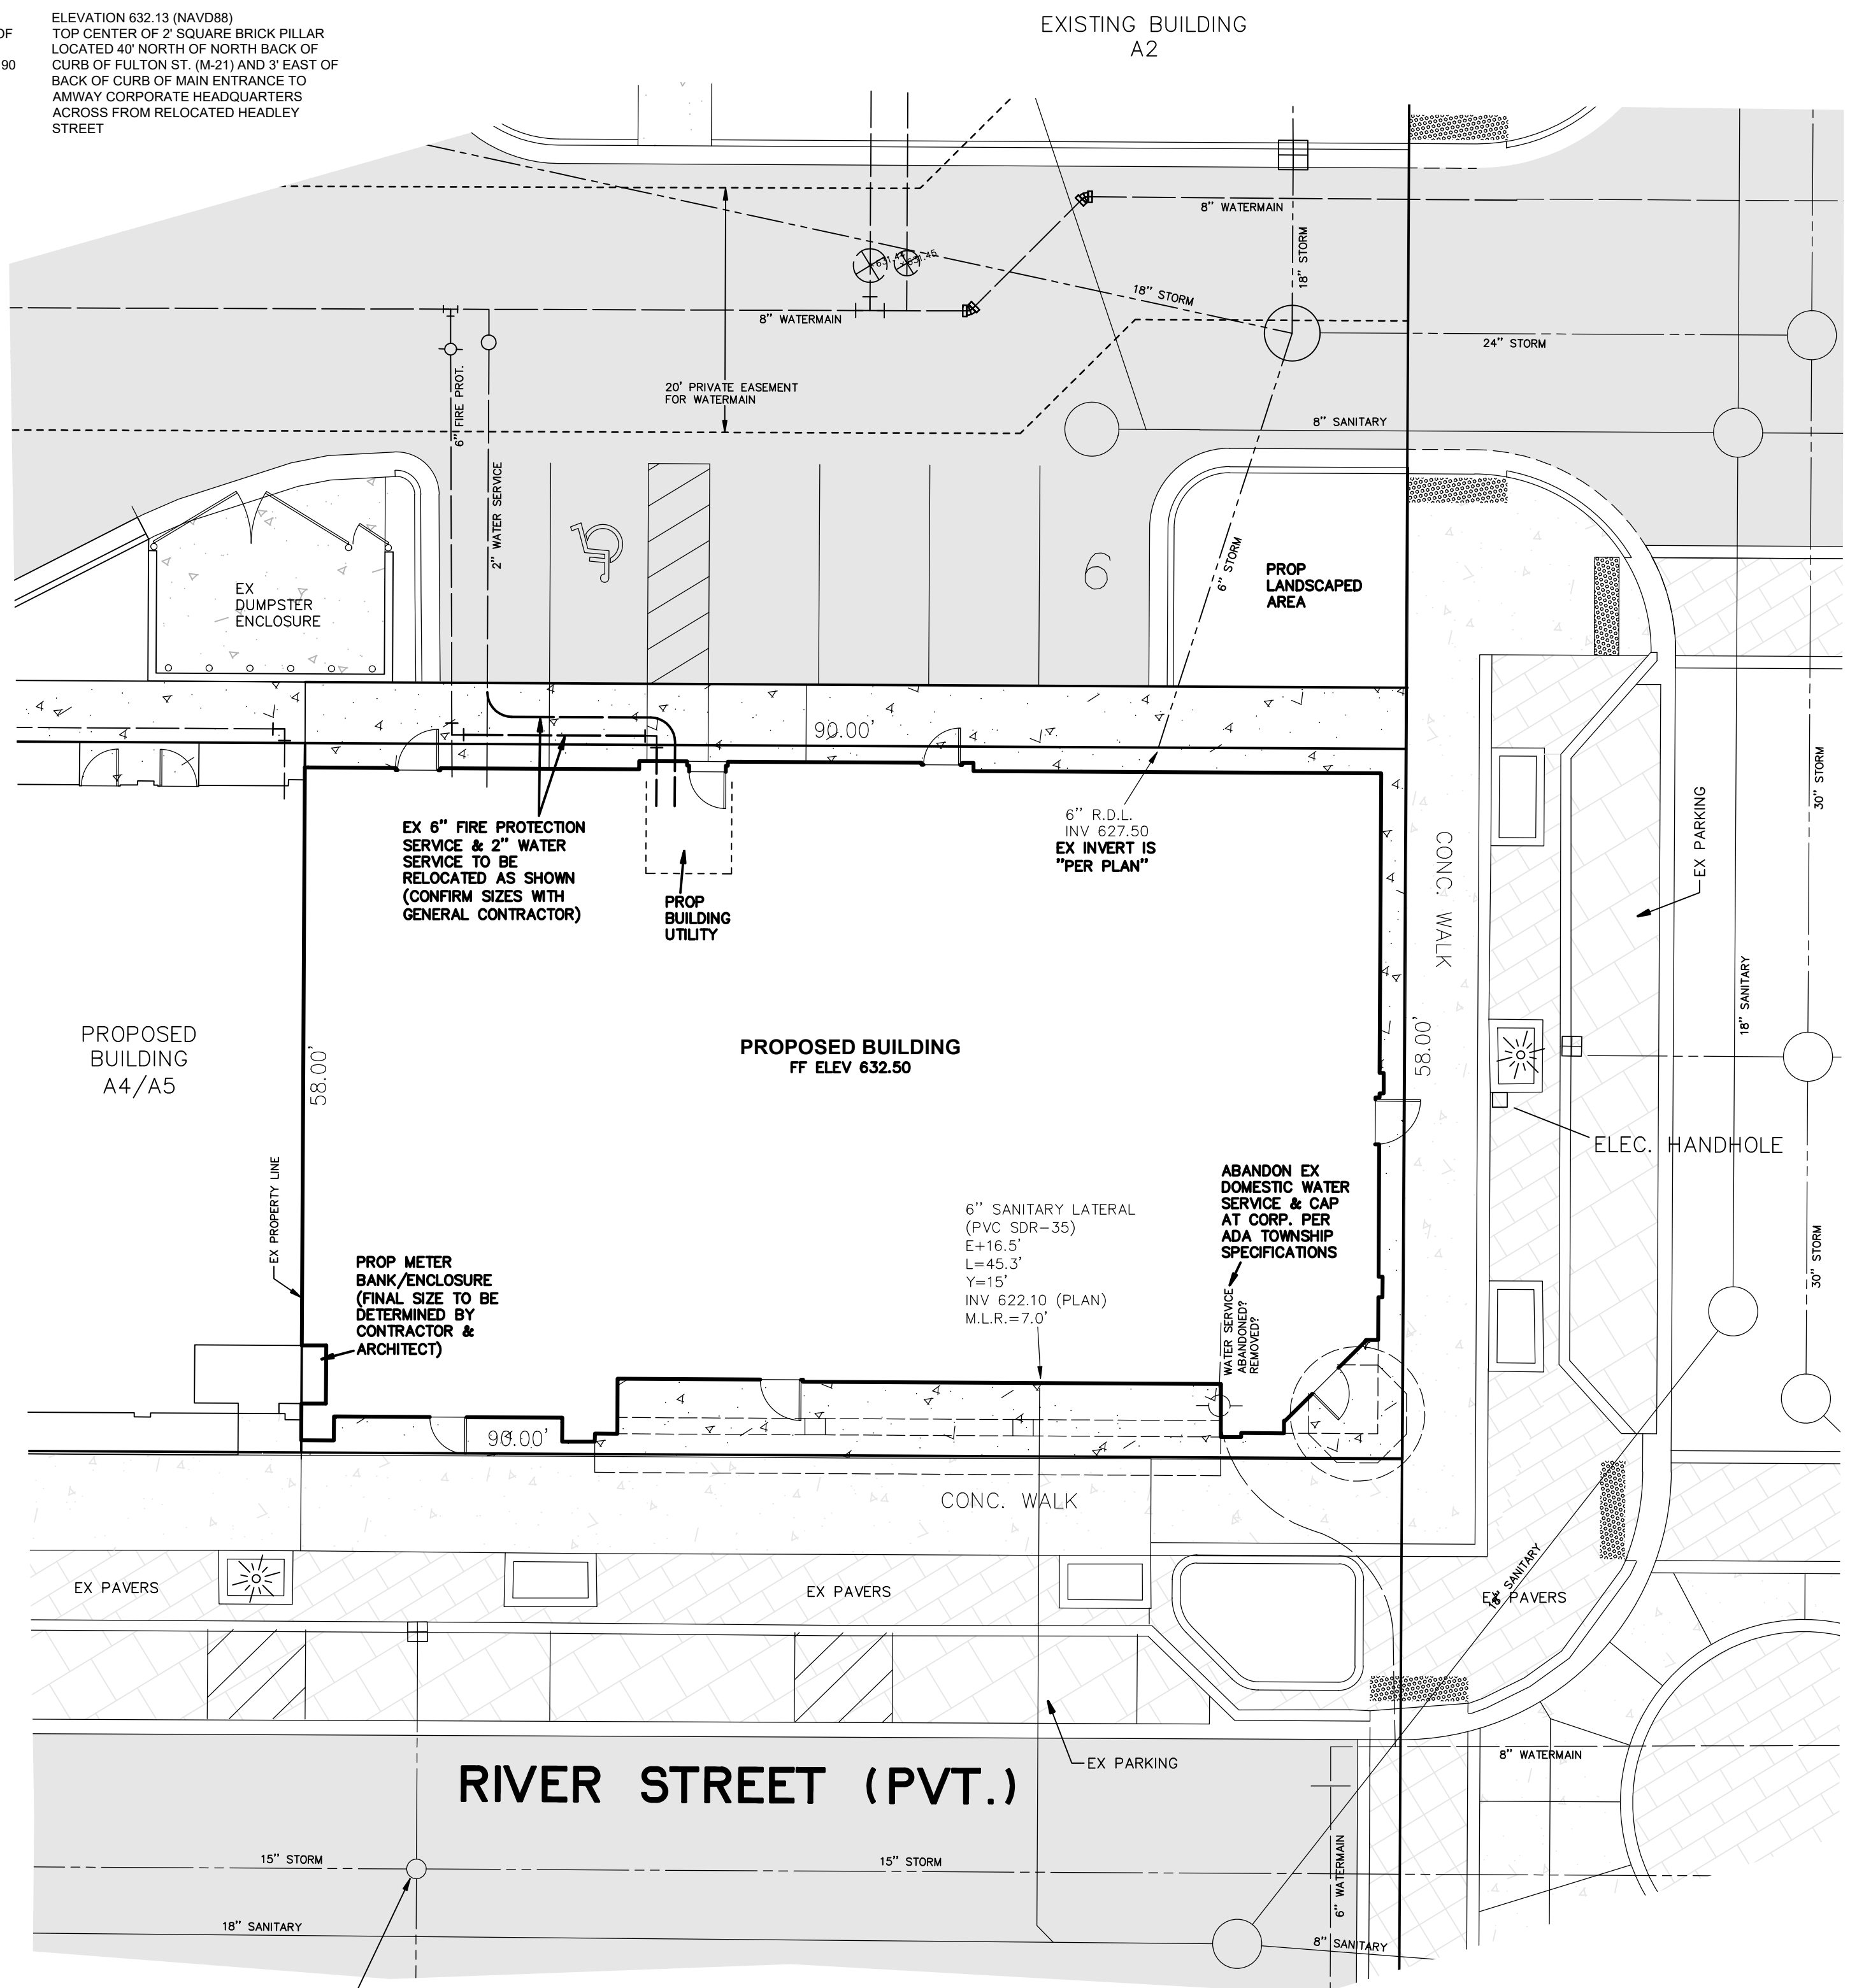 ELEVATION 632.13 (NAVD88)
OF
TOP CENTER OF 2' SQUARE BRICK PILLAR
LOCATED 40' NORTH OF NORTH BACK OF
90
CURB OF FULTON ST. (M-21) AND 3' EAST OF
BACK OF CURB OF MAIN ENTRANCE TO
AMWAY CORPORATE HEADQUARTERS
ACROSS FROM RELOCATED HEADLEY
STREET
EXISTING BUILDING
A2
8" WATERMAIN
18" STORM
631.45
18" STORM
8" WATERMAIN
24" STORM
6" FIRE PROT.
20' PRIVATE EASEMENT
FOR WATERMAIN
8" SANITARY
2" WATER SERVICE
6
6" STORM
PROP
LANDSCAPED
AREA
EX
DUMPSTER
ENCLOSURE
90.00'
30" STORM
EX PARKING
6" R.D.L.
INV 627.50
EX INVERT IS
"PER PLAN"
EX 6" FIRE PROTECTION
SERVICE & 2" WATER
SERVICE TO BE
RELOCATED AS SHOWN
(CONFIRM SIZES WITH
GENERAL CONTRACTOR)
PROP
BUILDING
UTILITY
CONC. WALK
18" SANITARY
PROPOSED
BUILDING
A4/A5
58.00'
PROPOSED BUILDING
FF ELEV 632.50
58.00'
ELEC. HANDHOLE
EX PROPERTY LINE
ABANDON EX
DOMESTIC WATER
SERVICE & CAP
AT CORP. PER
ADA TOWNSHIP
SPECIFICATIONS
6" SANITARY LATERAL
(PVC SDR-35)
E+16.5'
L=45.3'
Y=15'
INV 622.10 (PLAN)
M.L.R.=7.0'
30" STORM
PROP METER
BANK/ENCLOSURE
(FINAL SIZE TO BE
DETERMINED BY
CONTRACTOR &
ARCHITECT)
WATER SERVICE
ABANDONED?
REMOVED?
90.00'
CONC. WALK
EX PAVERS
EX PAVERS
18" SANITARY
EX PAVERS
8" WATERMAIN
EX PARKING
RIVER STREET (PVT.)
15" STORM
15" STORM
6" WATERMAIN
18" SANITARY
8" SANITARY